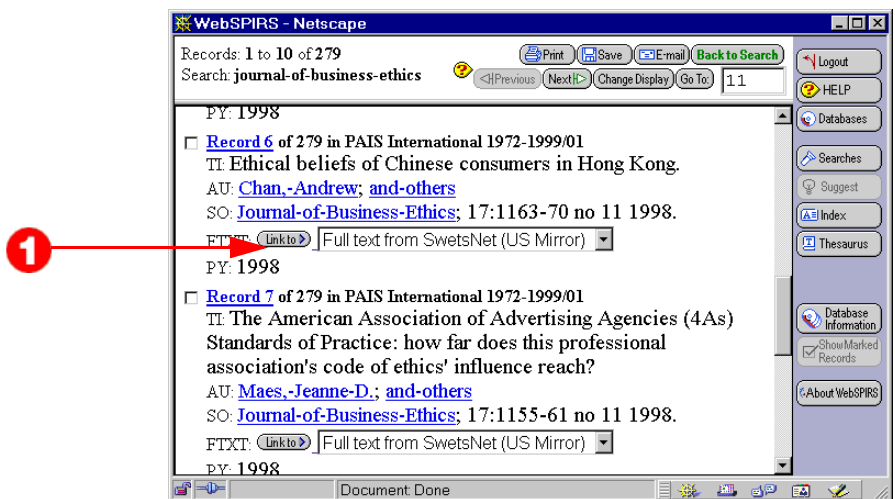 WebSPIRS - Netscape
Records: 1 to 10 of 279
Search: journal-of-business-ethics
Print Save E-mail Back to Search
Previous Next Change Display Go To: 11
PY: 1998
Record 6 of 279 in PAIS International 1972-1999/01
TI: Ethical beliefs of Chinese consumers in Hong Kong.
AU: Chan,-Andrew; and-others
SO: Journal-of-Business-Ethics; 17:1163-70 no 11 1998.
FTXT: Link to Full text from SwetsNet (US Mirror)
PY: 1998
Record 7 of 279 in PAIS International 1972-1999/01
TI: The American Association of Advertising Agencies (4As)
Standards of Practice: how far does this professional
association's code of ethics' influence reach?
AU: Maes,-Jeanne-D.; and-others
SO: Journal-of-Business-Ethics; 17:1155-61 no 11 1998.
FTXT: Link to Full text from SwetsNet (US Mirror)
PY: 1998
Logout
HELP
Databases
Searches
Suggest
Index
Thesaurus
Database
Information
Show Marked
Records
About WebSPIRS
Document: Done
1